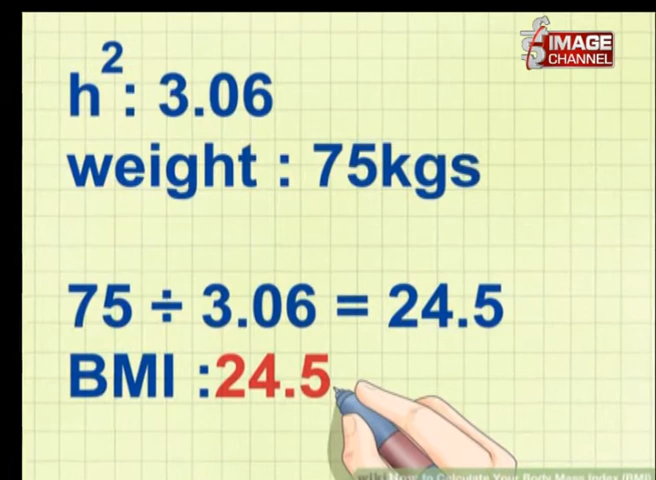 IMAGE
CHANNEL
h²: 3.06
weight : 75kgs
75 ÷ 3.06 = 24.5
BMI :24.5
wiki How to Calculate Your Body Mass Index (BMI)